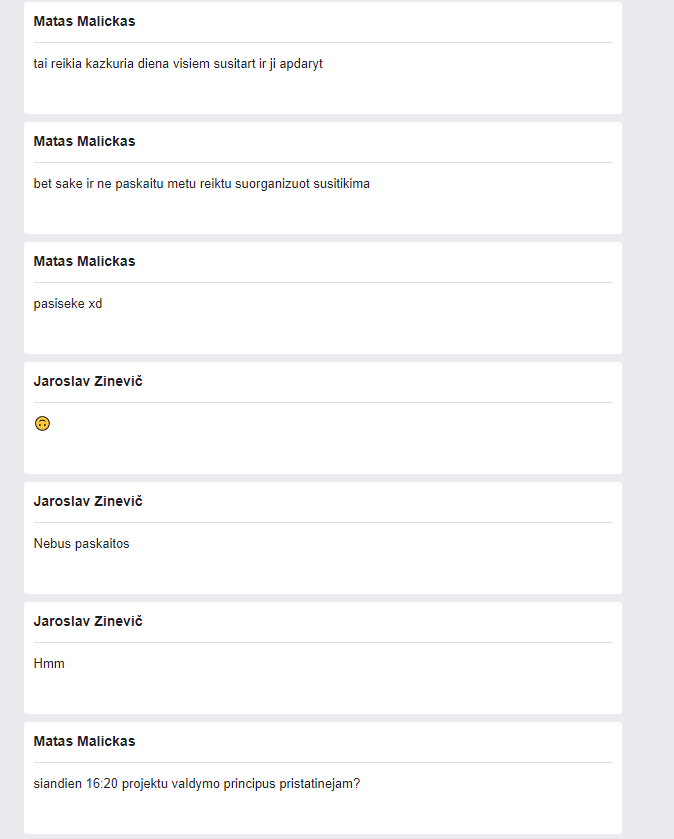 Matas Malickas
tai reikia kazkuria diena visiem susitart ir ji apdaryt
Matas Malickas
bet sake ir ne paskaitu metu reiktu suorganizuot susitikima
Matas Malickas
pasiseke xd
Jaroslav Zinevič
🙃
Jaroslav Zinevič
Nebus paskaitos
Jaroslav Zinevič
Hmm
Matas Malickas
siandien 16:20 projektu valdymo principus pristatinejam?